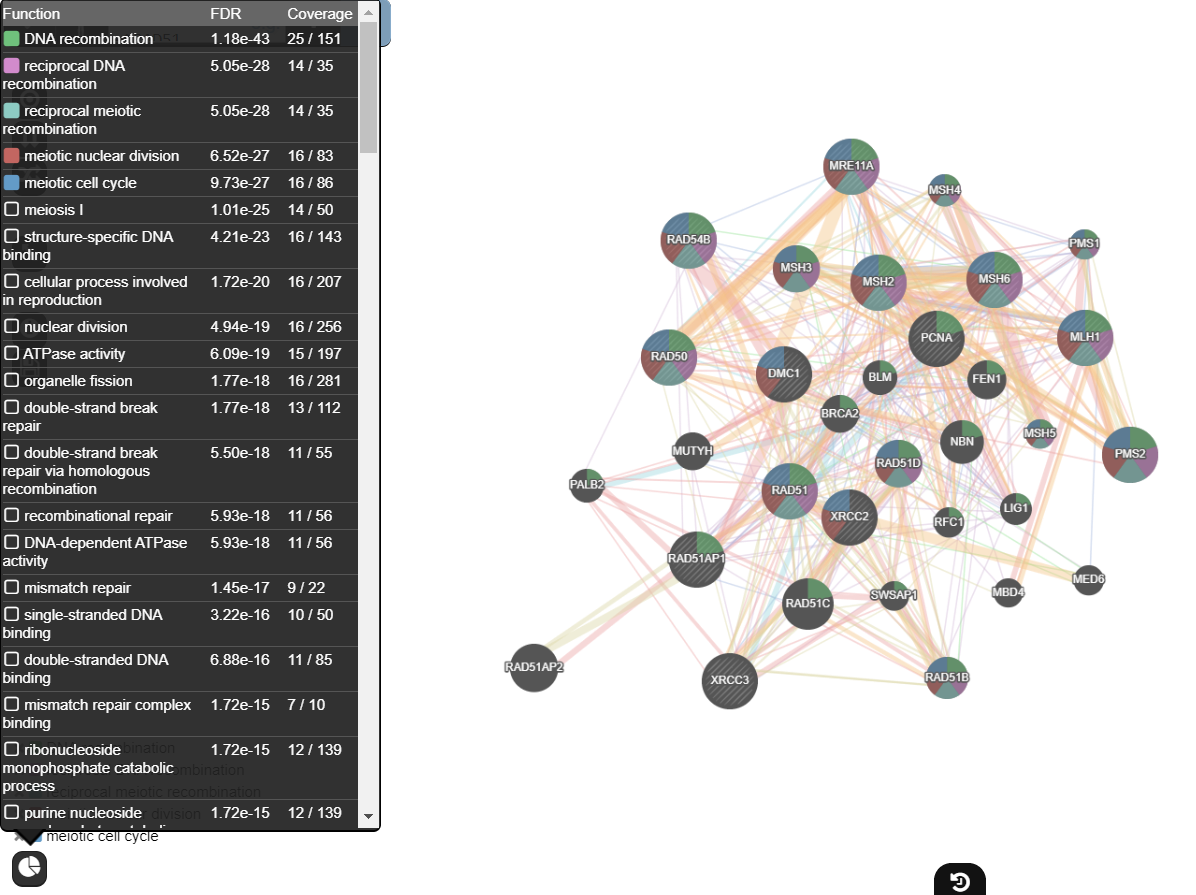 Function FDR Coverage
DNA recombination 1.18e-43 25 / 151
reciprocal DNA 5.05e-28 14 / 35
recombination
reciprocal meiotic 5.05e-28 14 / 35
recombination
meiotic nuclear division 6.52e-27 16 / 83
meiotic cell cycle 9.73e-27 16 / 86
meiosis I 1.01e-25 14 / 50
structure-specific DNA 4.21e-23 16 / 143
binding
cellular process involved 1.72e-20 16 / 207
in reproduction
nuclear division 4.94e-19 16 / 256
ATPase activity 6.09e-19 15 / 197
organelle fission 1.77e-18 16 / 281
double-strand break 1.77e-18 13 / 112
repair
double-strand break 5.50e-18 11 / 55
repair via homologous
recombination
recombinational repair 5.93e-18 11 / 56
DNA-dependent ATPase 5.93e-18 11 / 56
activity
mismatch repair 1.45e-17 9 / 22
single-stranded DNA 3.22e-16 10 / 50
binding
double-stranded DNA 6.88e-16 11 / 85
binding
mismatch repair complex 1.72e-15 7 / 10
binding
ribonucleoside 1.72e-15 12 / 139
monophosphate catabolic
process
purine nucleoside 1.72e-15 12 / 139
reciprocal meiotic recombination
meiotic cell cycle
MRE11A
MSH4
RAD54B
PMS1
MSH3
MSH2
MSH6
PCNA
MLH1
RAD50
DMC1
BLM
FEN1
BRCA2
MSH5
NBN
MUTYH
PMS2
RAD51D
PALB2
RAD51
LIG1
XRCC2
RFC1
RAD51AP1
MED6
MBD4
SWSAP1
RAD51C
RAD51AP2
RAD51B
XRCC3